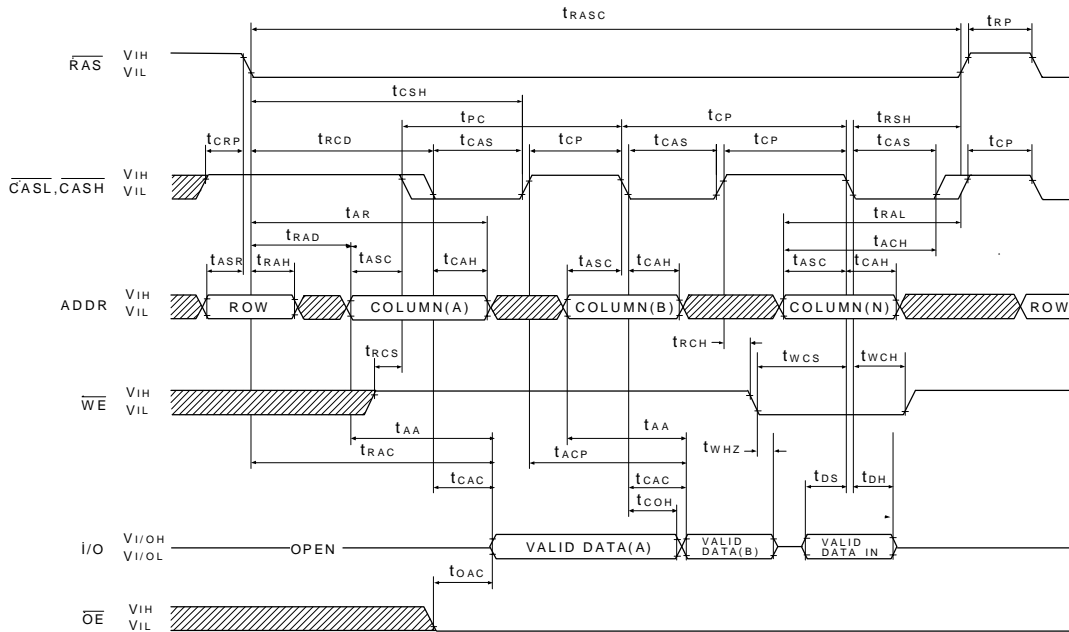 tRASC tRP
RAS VIH
VIL
tCSH
tPC tCP tRSH
tCRP tRCD tCAS tCP tCAS tCP tCAS tCP
CASL,CASH VIH
VIL
tAR tRAL
tRAD tACH
tASR tRAH tASC tCAH tASC tCAH tASC tCAH
ADDR VIH
VIL
ROW COLUMN(A) COLUMN(B) COLUMN(N) ROW
tRCS tRCH tWCS tWCH
WE VIH
VIL
tAA tAA
tWHZ
tRAC tACP
tCAC tCAC tDS tDH
tCOH
I/O VI/OH
VI/OL
OPEN VALID DATA(A) VALID DATA(B) VALID DATA IN
tOAC
OE VIH
VIL